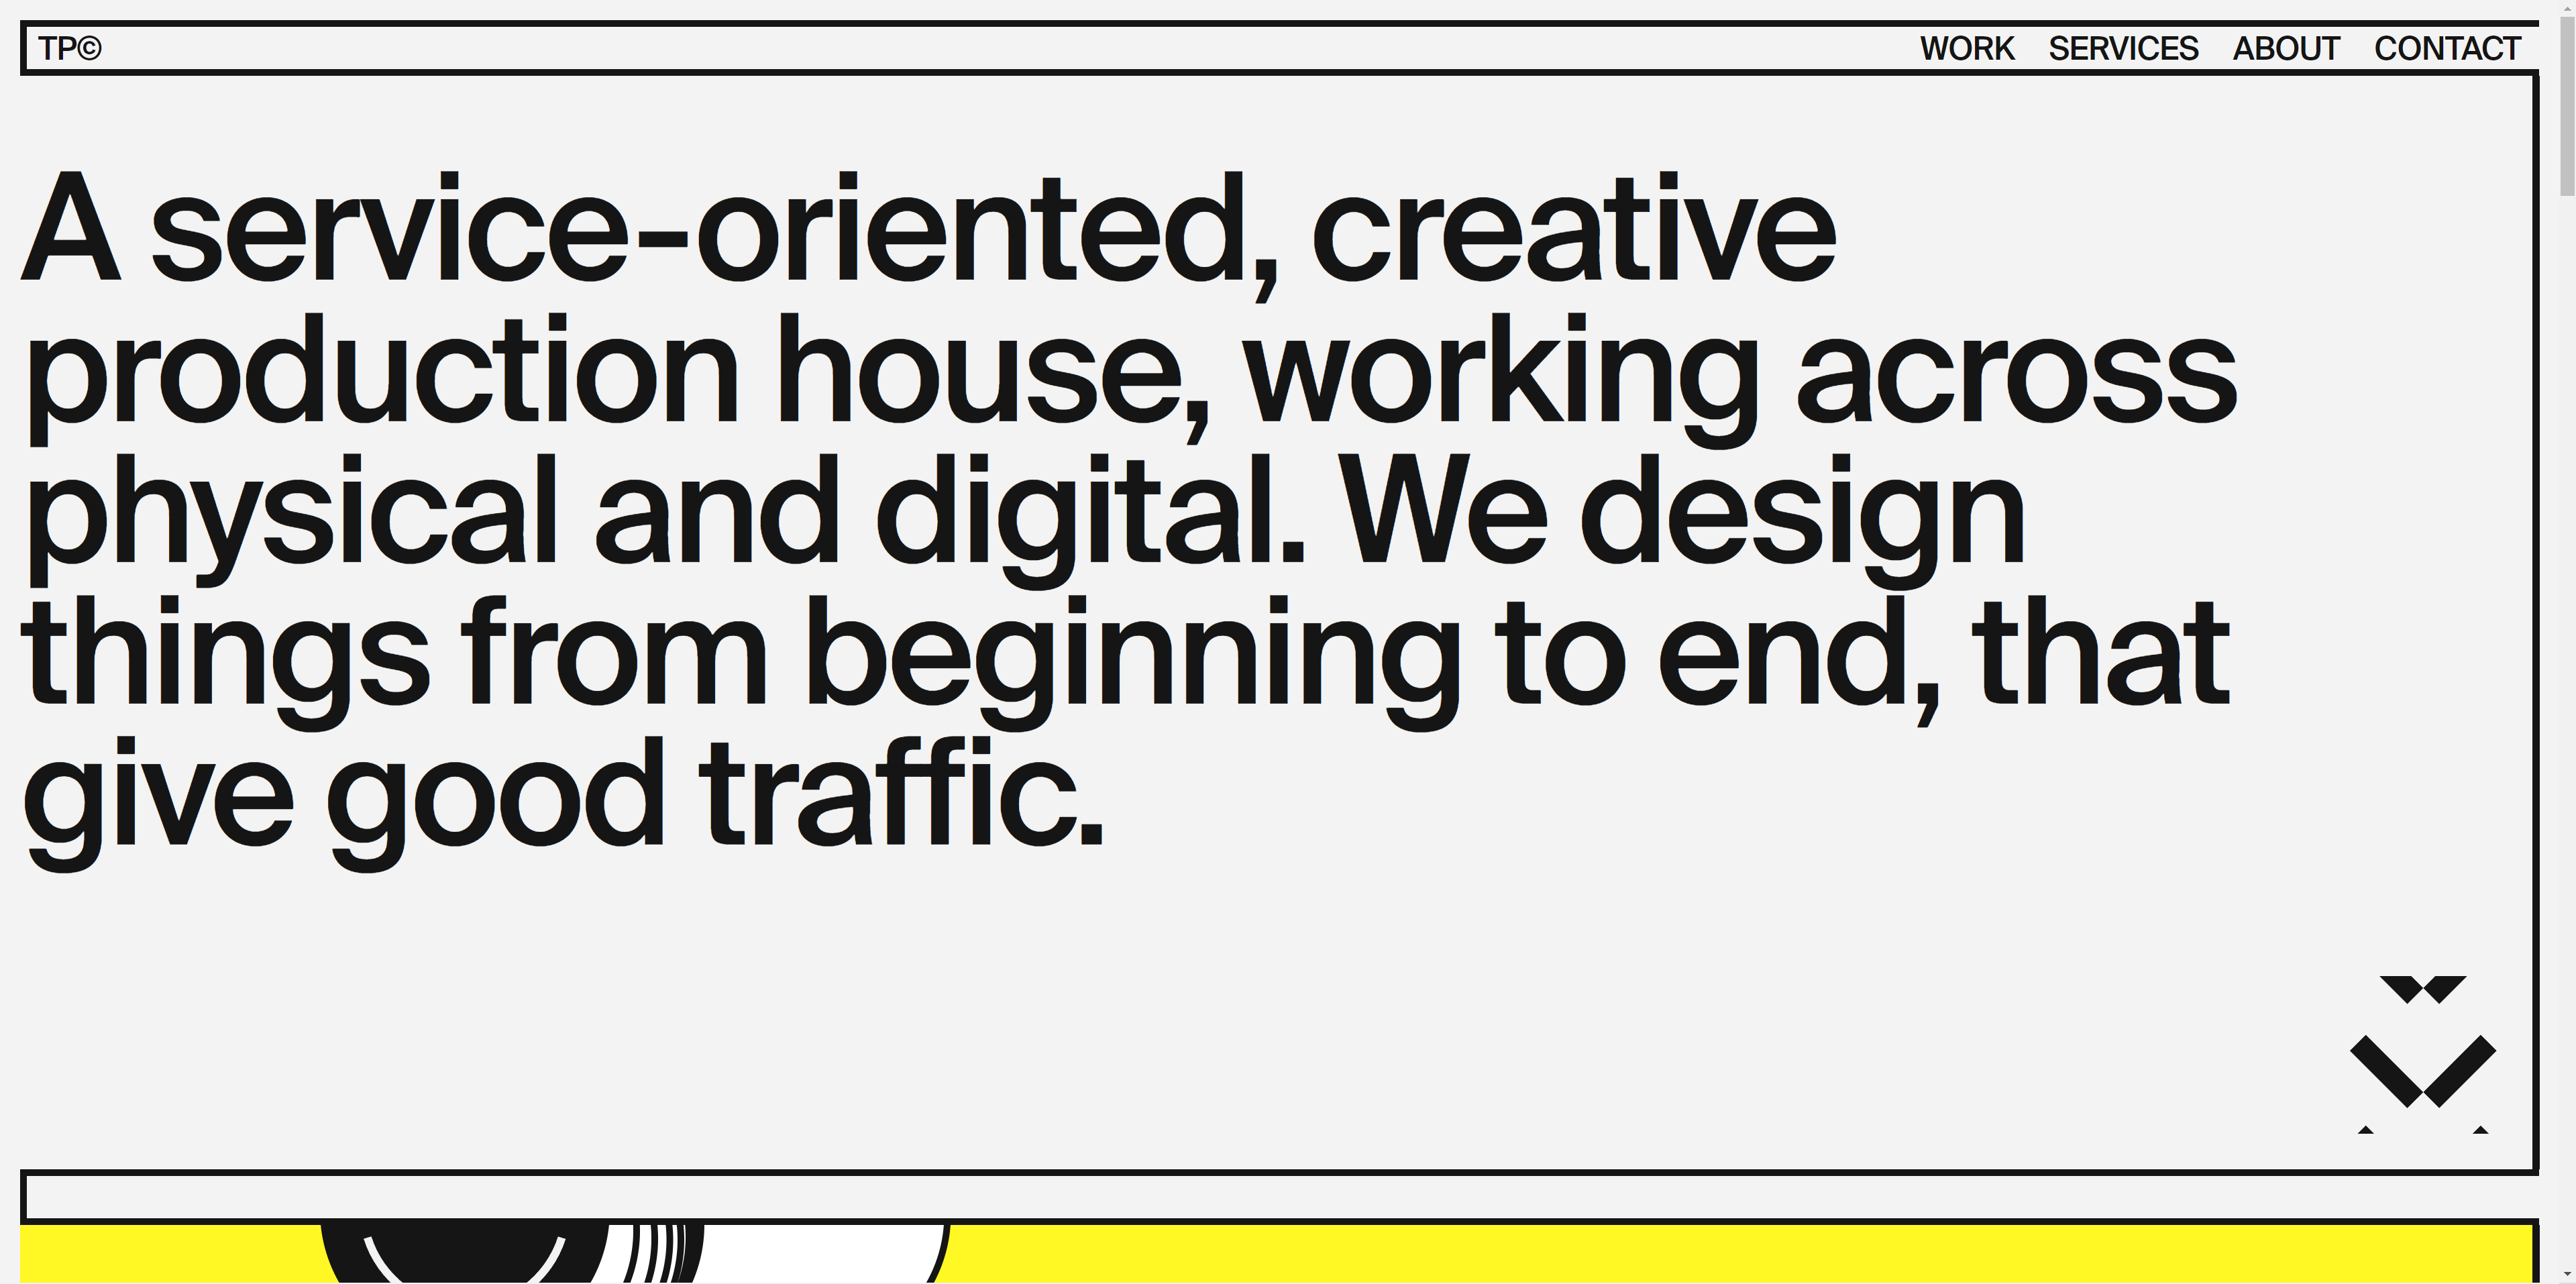 TP©
WORK SERVICES ABOUT CONTACT
A service-oriented, creative
production house, working across
physical and digital. We design
things from beginning to end, that
give good traffic.